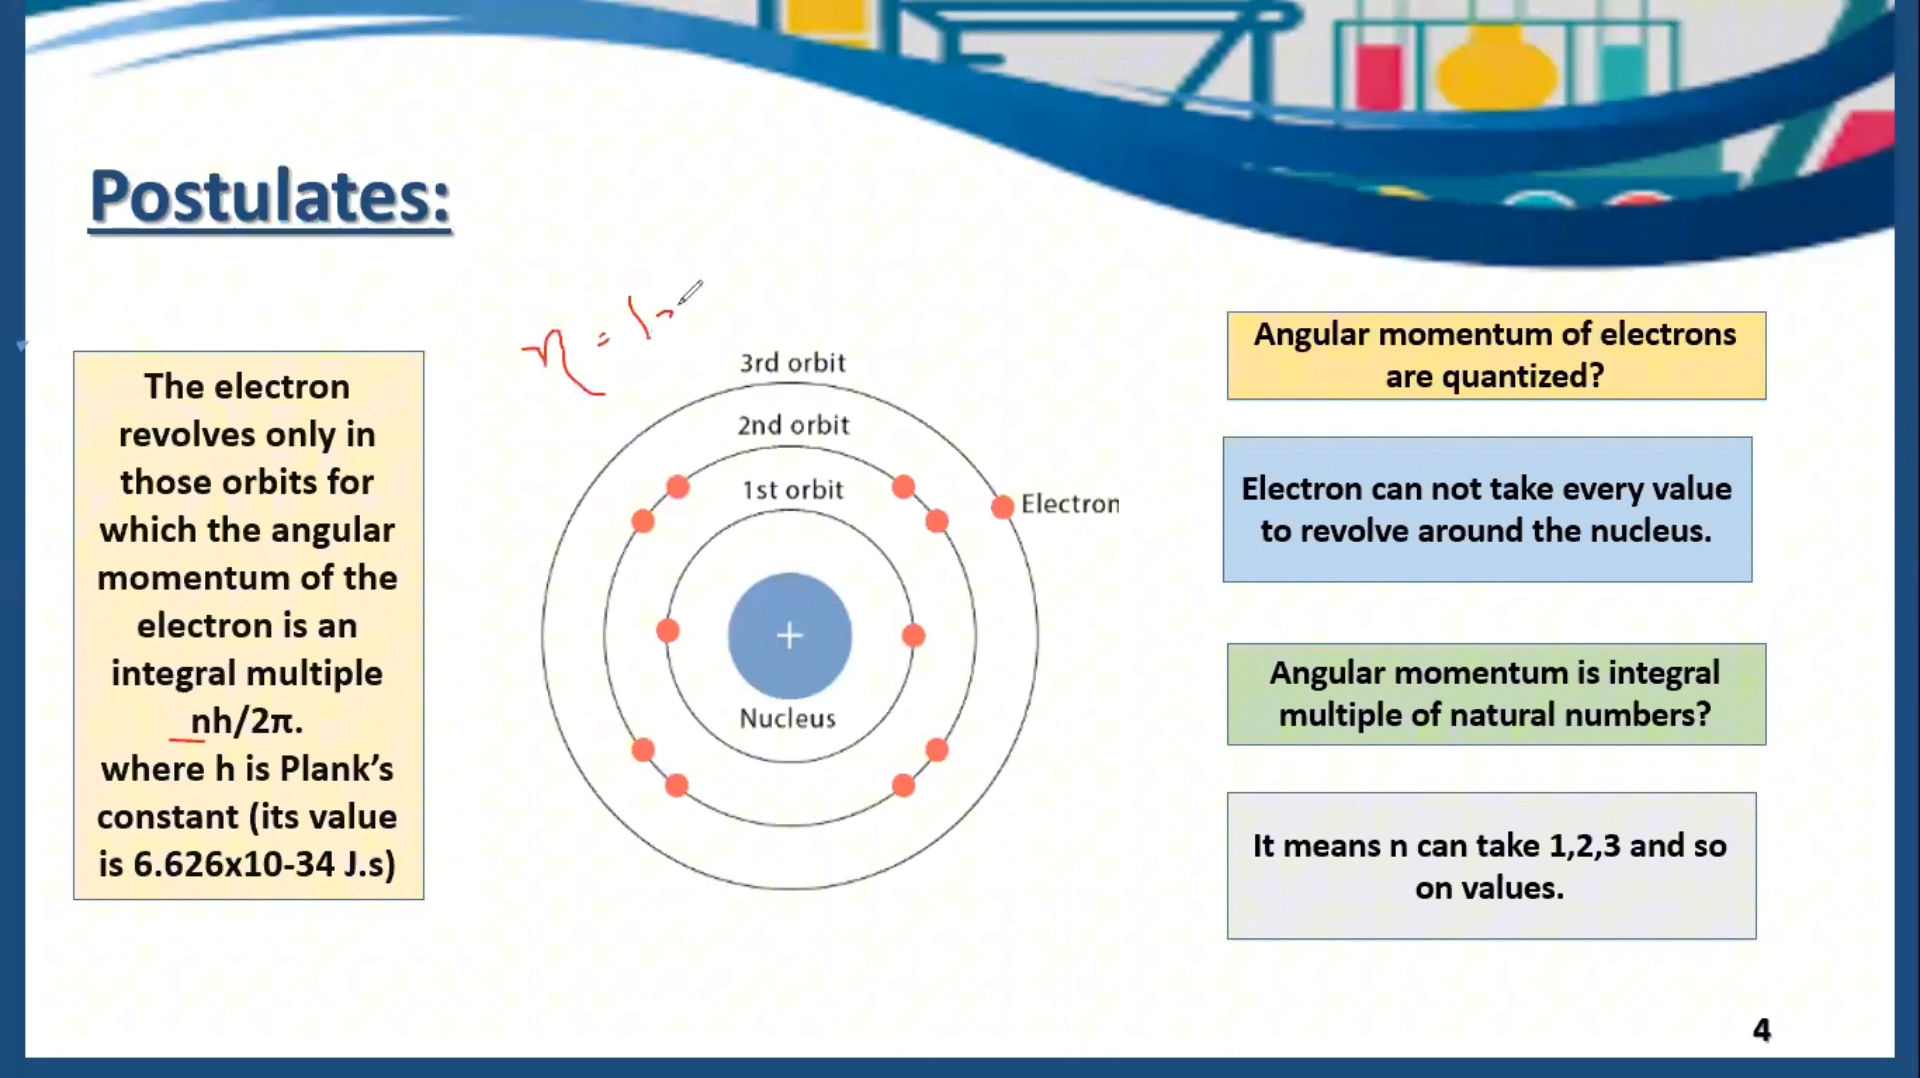 Postulates:
The electron
revolves only in
those orbits for
which the angular
momentum of the
electron is an
integral multiple
nh/2π.
where h is Plank’s
constant (its value
is 6.626x10-34 J.s)
n = 1
3rd orbit
2nd orbit
1st orbit
Electron
+
Nucleus
Angular momentum of electrons
are quantized?
Electron can not take every value
to revolve around the nucleus.
Angular momentum is integral
multiple of natural numbers?
It means n can take 1,2,3 and so
on values.
4